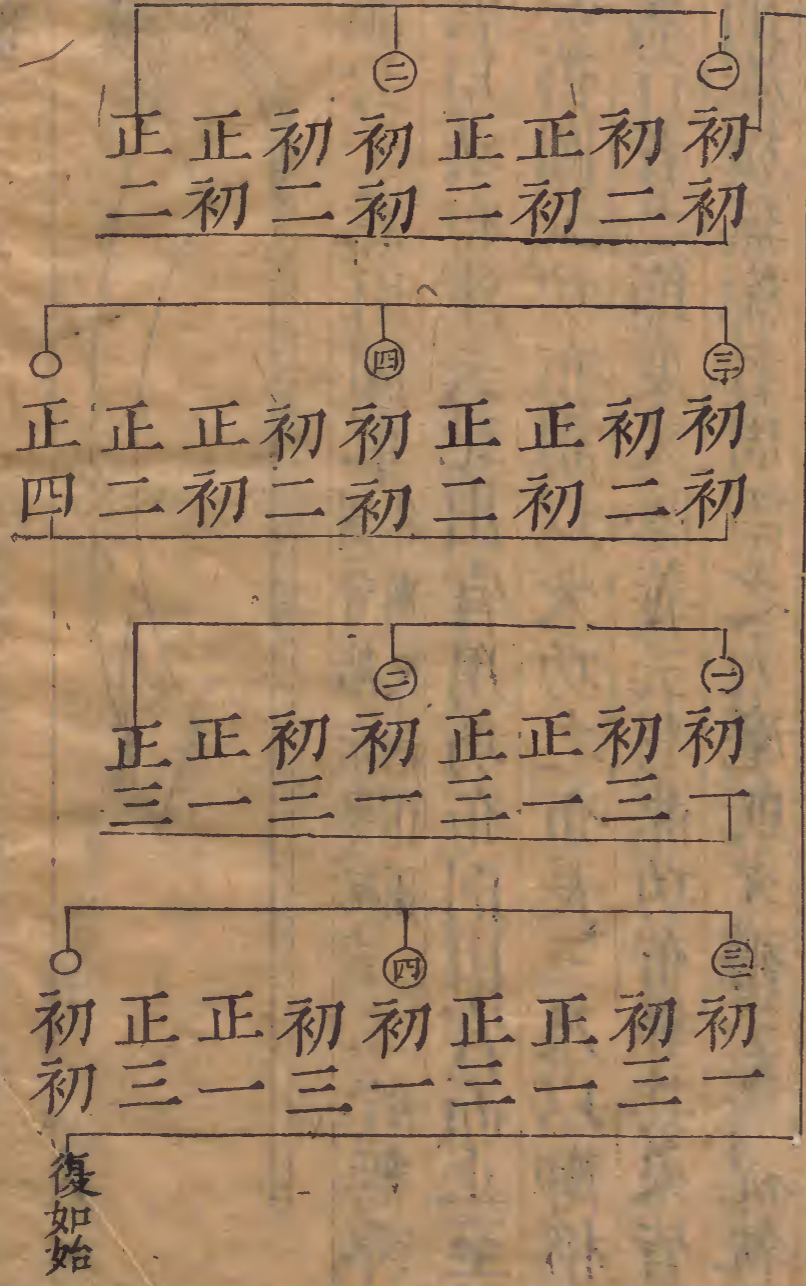 ㊀初初
初二
正初
正二
㊁初初
初二
正初
正二
㊂初初
初二
正初
正二
㊃初初
初二
正初
正二
〇正四
㊀初一
初三
正一
正三
㊁初一
初三
正一
正三
㊂初一
初三
正一
正三
㊃初一
初三
正一
正三
〇初初
復如始